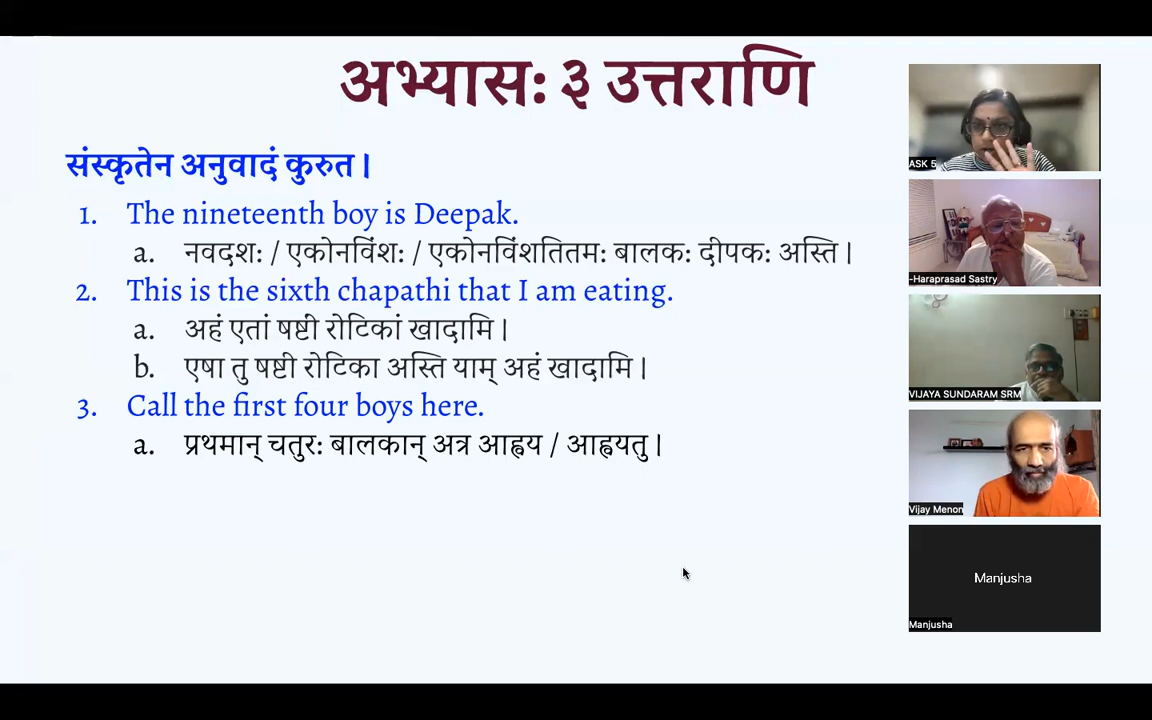 अभ्यासः ३ उत्तराणि
संस्कृतेन अनुवादं कुरुत।
1. The nineteenth boy is Deepak.
a. नवदशः / एकोनविंशः / एकोनविंशतितमः बालकः दीपकः अस्ति।
2. This is the sixth chapathi that I am eating.
a. अहं एतां षष्टीं रोटिकां खादामि।
b. एषा तु षष्टी रोटिका अस्ति याम् अहं खादामि।
3. Call the first four boys here.
a. प्रथमान् चतुरः बालकान् अत्र आह्वय / आह्वयतु।
ASK 5
-Haraprasad Sastry
VIJAYA SUNDARAM SRM
Vijay Menon
Manjusha
Manjusha